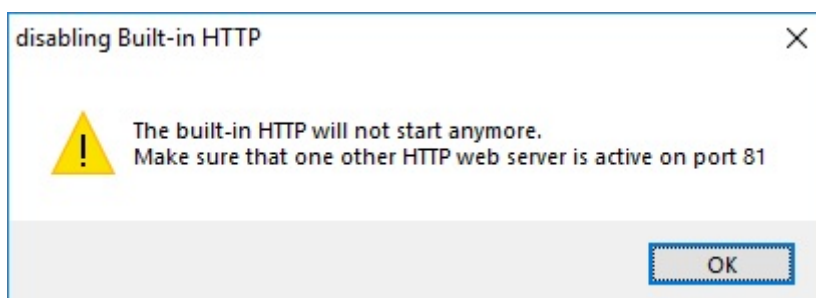 disabling Built-in HTTP
The built-in HTTP will not start anymore.
Make sure that one other HTTP web server is active on port 81
OK